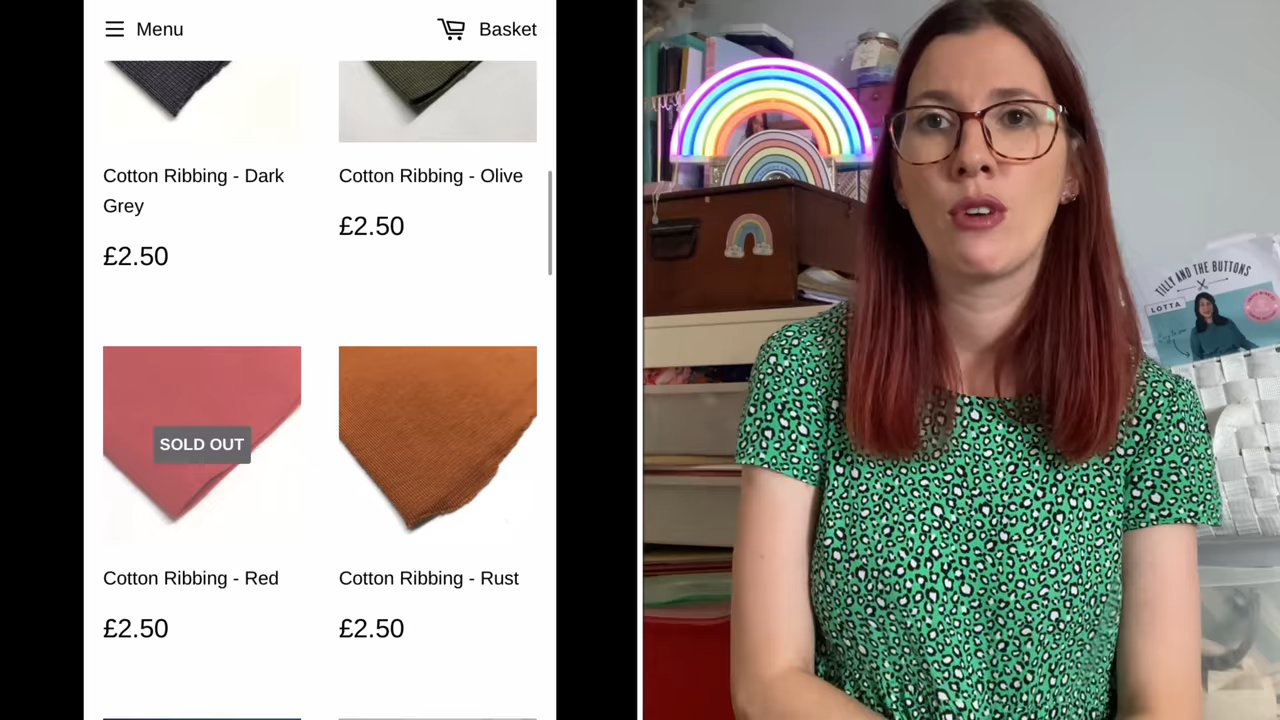 Menu
Basket
Cotton Ribbing - Dark
Grey
£2.50
Cotton Ribbing - Olive
£2.50
SOLD OUT
Cotton Ribbing - Red
£2.50
Cotton Ribbing - Rust
£2.50
TILLY AND THE BUTTONS
LOTTA